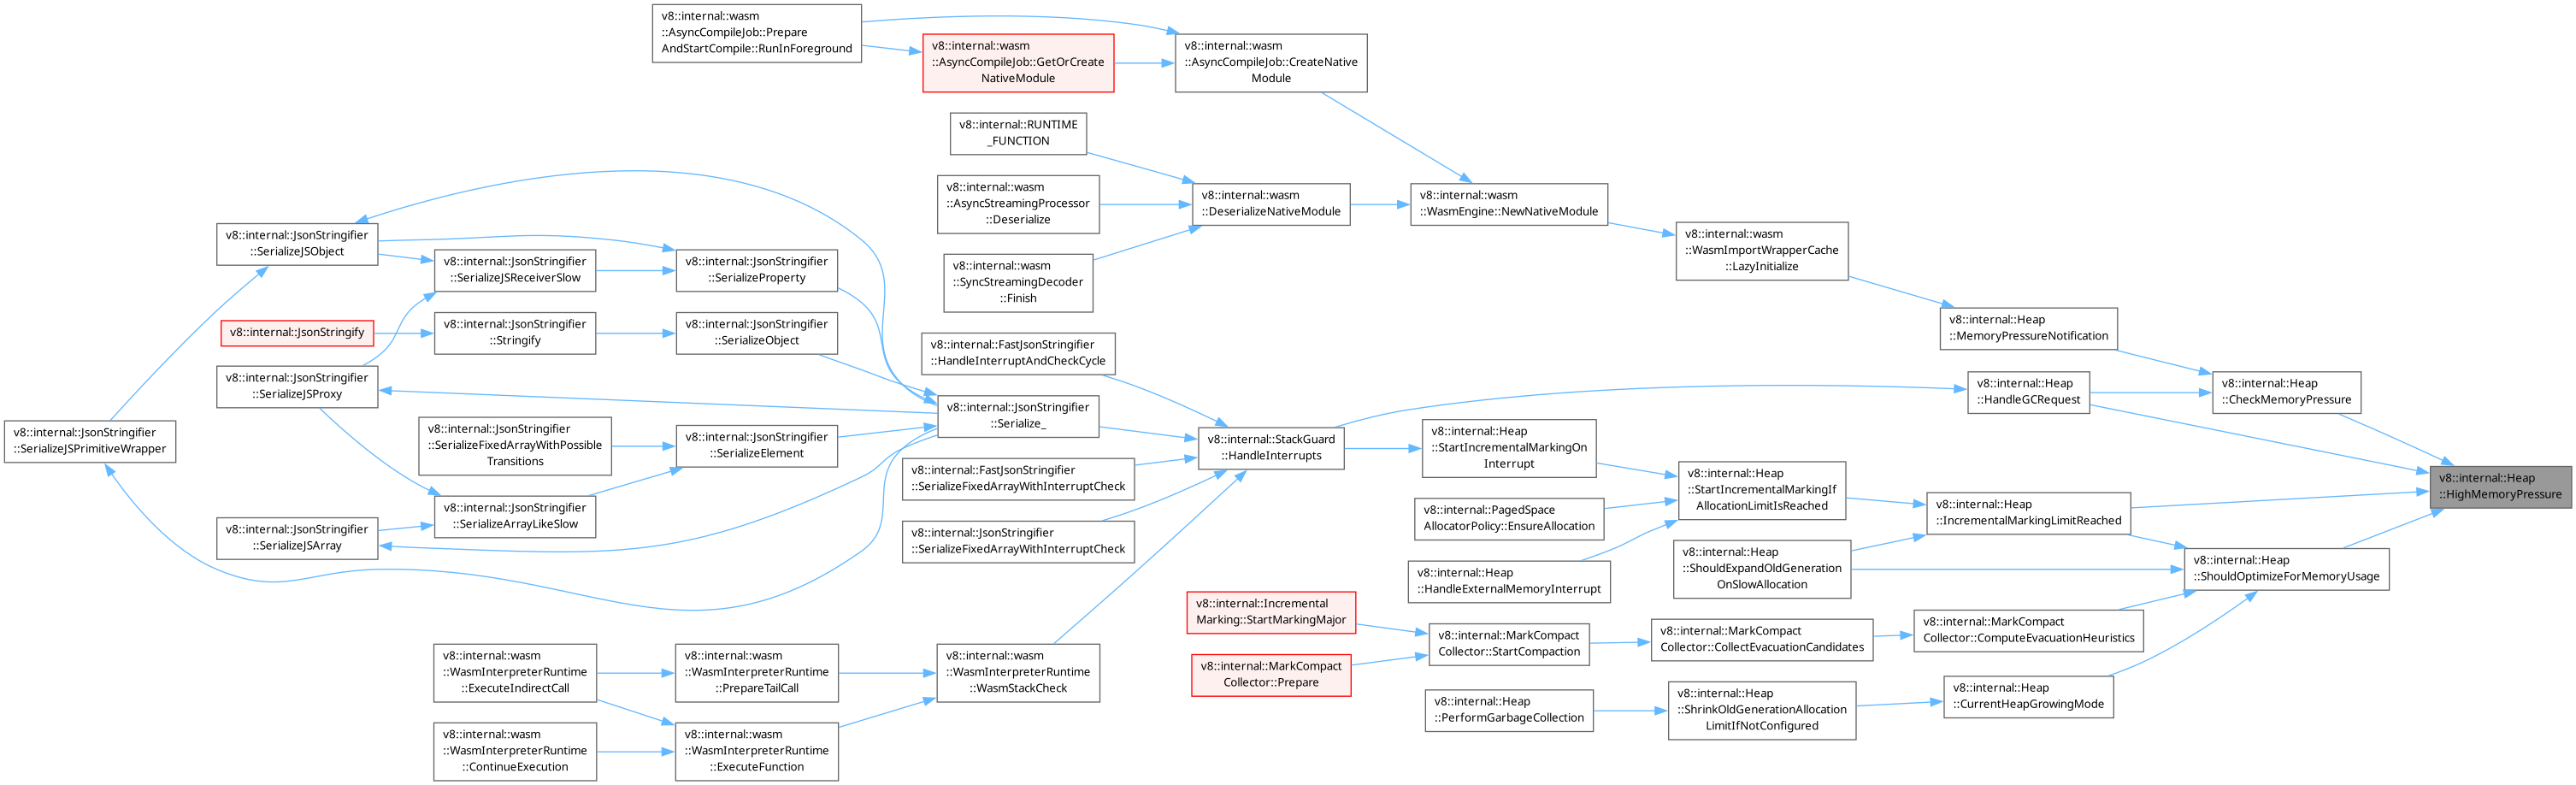 v8::internal::wasm
::AsyncCompileJob::Prepare
AndStartCompile::RunInForeground
v8::internal::wasm
::AsyncCompileJob::GetOrCreate
NativeModule
v8::internal::wasm
::AsyncCompileJob::CreateNative
Module
v8::internal::RUNTIME
_FUNCTION
v8::internal::wasm
::AsyncStreamingProcessor
::Deserialize
v8::internal::wasm
::SyncStreamingDecoder
::Finish
v8::internal::wasm
::DeserializeNativeModule
v8::internal::wasm
::WasmEngine::NewNativeModule
v8::internal::wasm
::WasmImportWrapperCache
::LazyInitialize
v8::internal::Heap
::MemoryPressureNotification
v8::internal::Heap
::HandleGCRequest
v8::internal::Heap
::CheckMemoryPressure
v8::internal::Heap
::HighMemoryPressure
v8::internal::JsonStringifier
::SerializeJSObject
v8::internal::JsonStringifier
::SerializeJSReceiverSlow
v8::internal::JsonStringifier
::SerializeProperty
v8::internal::JsonStringify
v8::internal::JsonStringifier
::Stringify
v8::internal::JsonStringifier
::SerializeObject
v8::internal::JsonStringifier
::SerializeJSProxy
v8::internal::JsonStringifier
::SerializeJSPrimitiveWrapper
v8::internal::JsonStringifier
::SerializeFixedArrayWithPossible
Transitions
v8::internal::JsonStringifier
::SerializeElement
v8::internal::JsonStringifier
::SerializeJSArray
v8::internal::JsonStringifier
::SerializeArrayLikeSlow
v8::internal::FastJsonStringifier
::HandleInterruptAndCheckCycle
v8::internal::JsonStringifier
::Serialize_
v8::internal::FastJsonStringifier
::SerializeFixedArrayWithInterruptCheck
v8::internal::JsonStringifier
::SerializeFixedArrayWithInterruptCheck
v8::internal::StackGuard
::HandleInterrupts
v8::internal::Heap
::StartIncrementalMarkingOn
Interrupt
v8::internal::PagedSpace
AllocatorPolicy::EnsureAllocation
v8::internal::Heap
::HandleExternalMemoryInterrupt
v8::internal::Heap
::StartIncrementalMarkingIf
AllocationLimitIsReached
v8::internal::Heap
::ShouldExpandOldGeneration
OnSlowAllocation
v8::internal::Heap
::IncrementalMarkingLimitReached
v8::internal::Heap
::ShouldOptimizeForMemoryUsage
v8::internal::Incremental
Marking::StartMarkingMajor
v8::internal::MarkCompact
Collector::Prepare
v8::internal::MarkCompact
Collector::StartCompaction
v8::internal::MarkCompact
Collector::CollectEvacuationCandidates
v8::internal::MarkCompact
Collector::ComputeEvacuationHeuristics
v8::internal::Heap
::PerformGarbageCollection
v8::internal::Heap
::ShrinkOldGenerationAllocation
LimitIfNotConfigured
v8::internal::Heap
::CurrentHeapGrowingMode
v8::internal::wasm
::WasmInterpreterRuntime
::ExecuteIndirectCall
v8::internal::wasm
::WasmInterpreterRuntime
::PrepareTailCall
v8::internal::wasm
::WasmInterpreterRuntime
::WasmStackCheck
v8::internal::wasm
::WasmInterpreterRuntime
::ContinueExecution
v8::internal::wasm
::WasmInterpreterRuntime
::ExecuteFunction